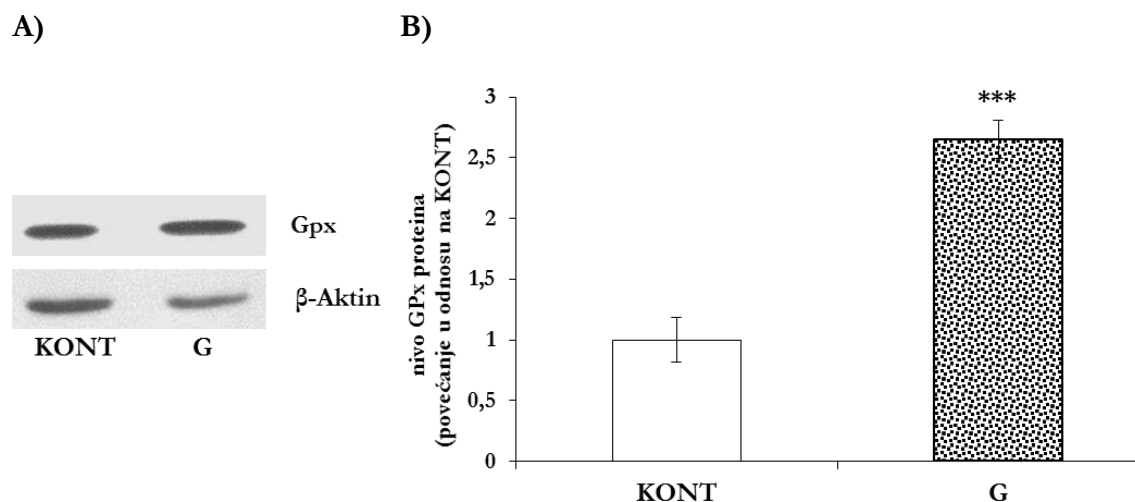 A)
Gpx
β-Aktin
KONT G
B)
nivo GPx proteina
(povećanje u odnosu na KONT)
3
2,5
2
1,5
1
0,5
0
***
KONT G